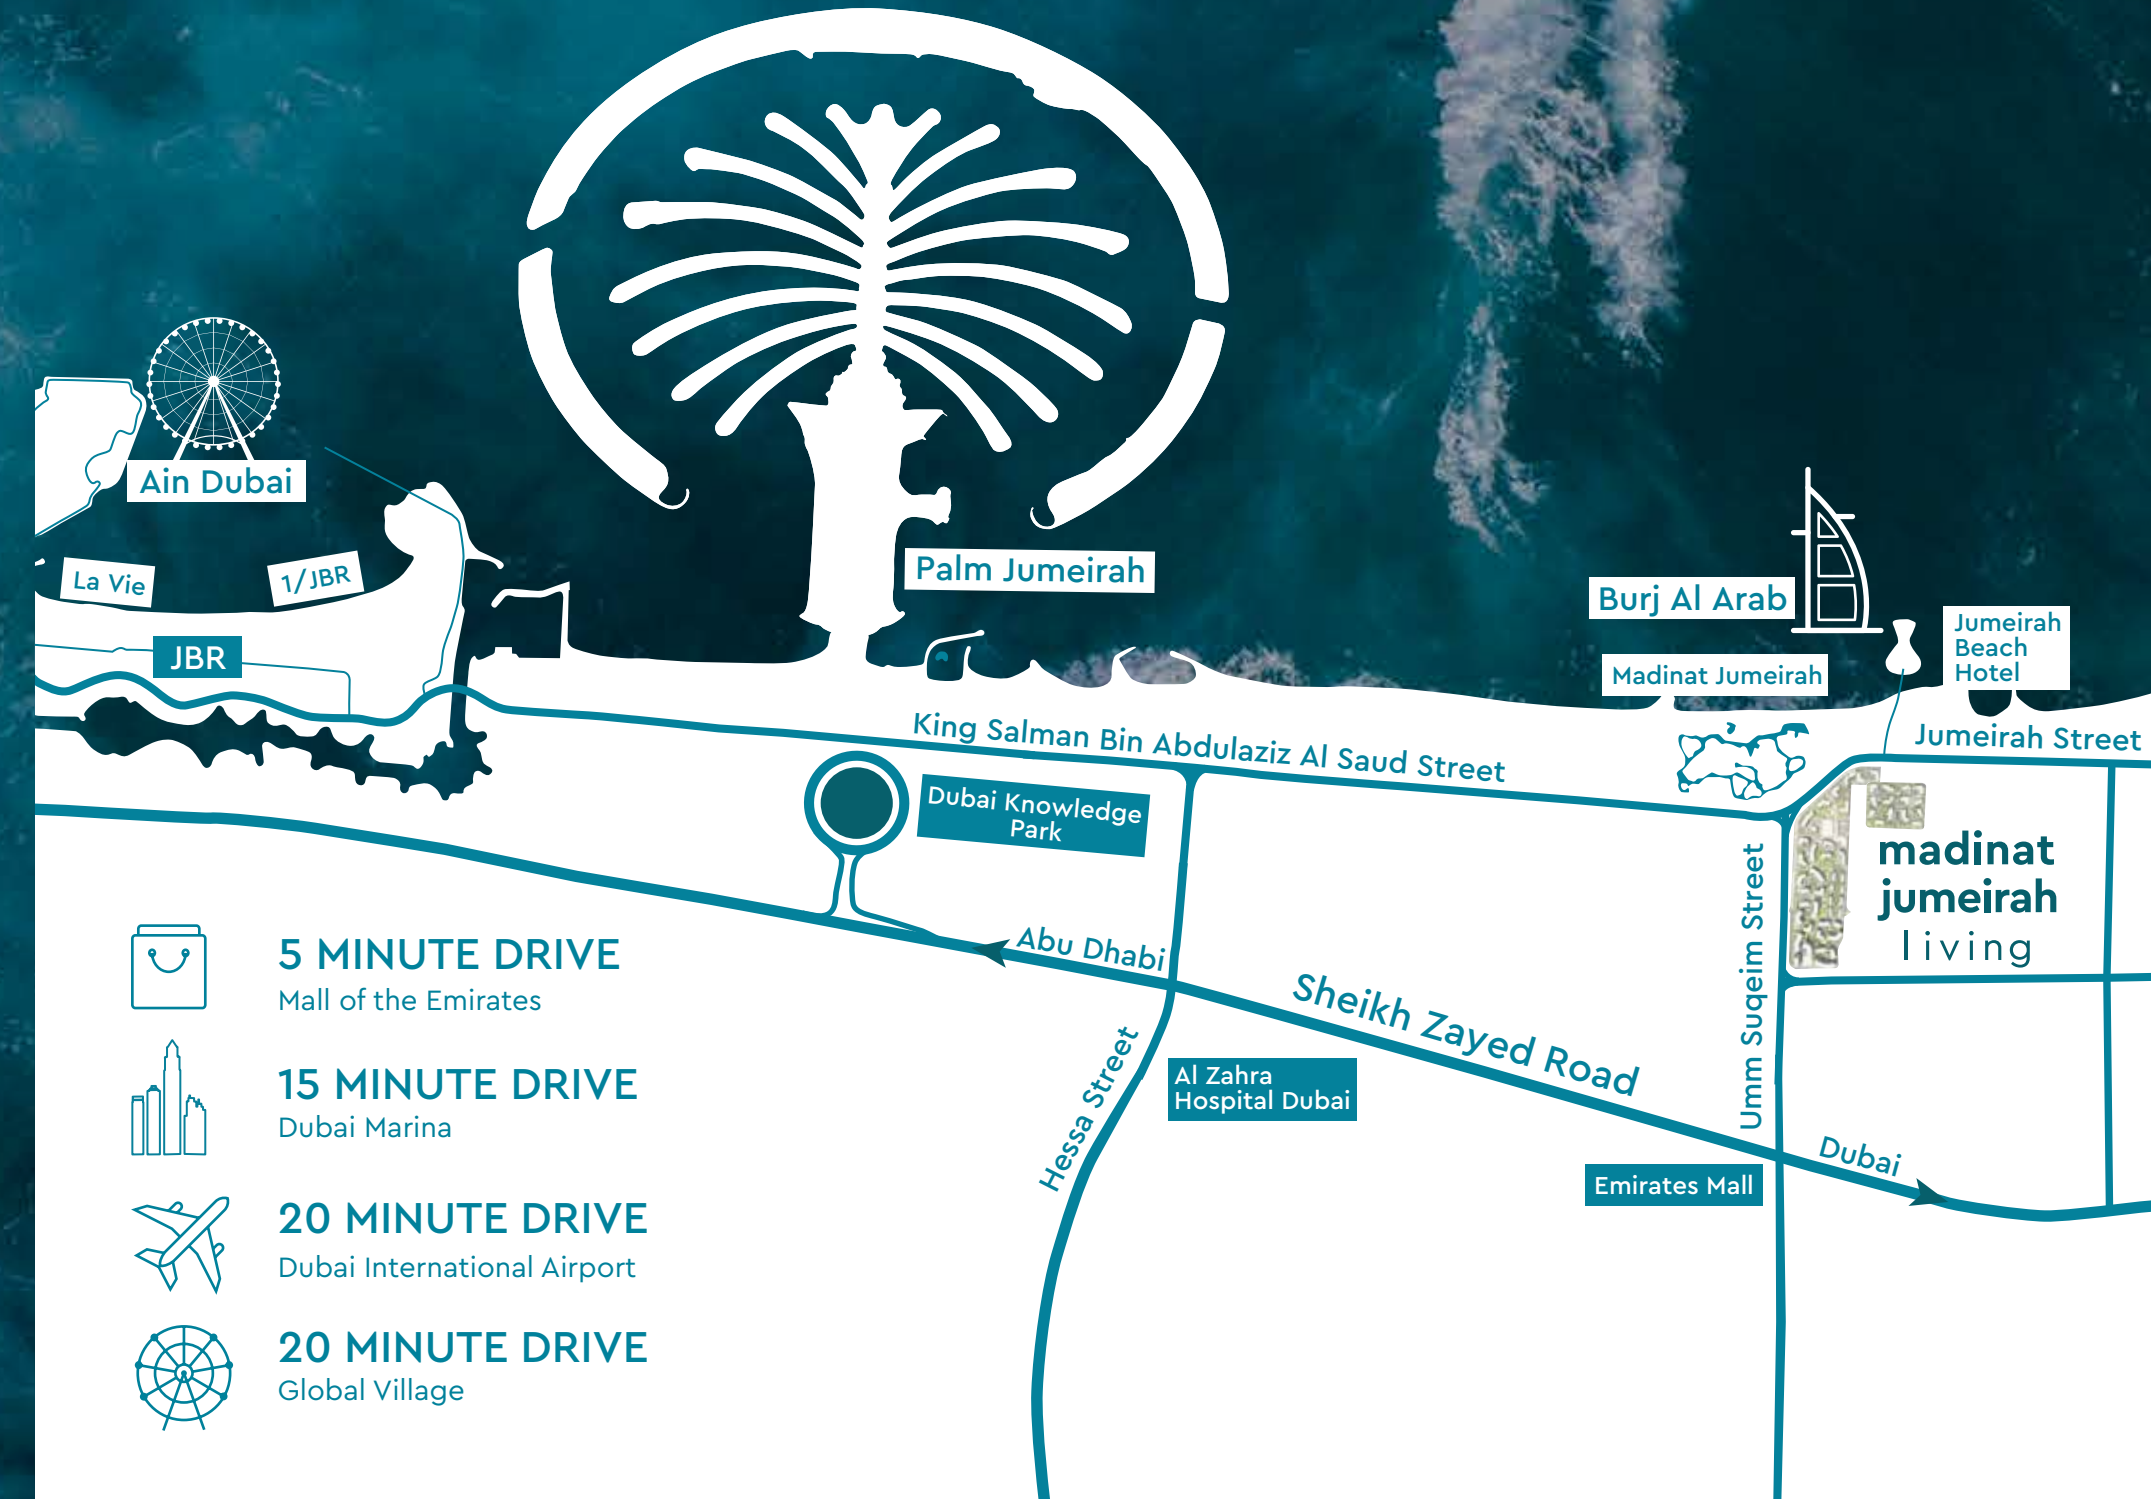 Ain Dubai
La Vie
1/JBR
JBR
Palm Jumeirah
Burj Al Arab
Jumeirah
Beach
Hotel
Madinat Jumeirah
King Salman Bin Abdulaziz Al Saud Street
Jumeirah Street
Dubai Knowledge
Park
madinat
jumeirah
living
Umm Suqeim Street
Abu Dhabi
Sheikh Zayed Road
Hessa Street
Al Zahra
Hospital Dubai
Dubai
Emirates Mall
5 MINUTE DRIVE
Mall of the Emirates
15 MINUTE DRIVE
Dubai Marina
20 MINUTE DRIVE
Dubai International Airport
20 MINUTE DRIVE
Global Village